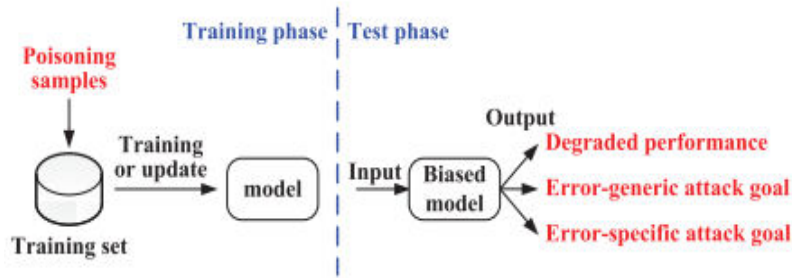 Training phase
Test phase
Poisoning
samples
Training
or update
Training set
model
Input
Biased
model
Output
Degraded performance
Error-generic attack goal
Error-specific attack goal